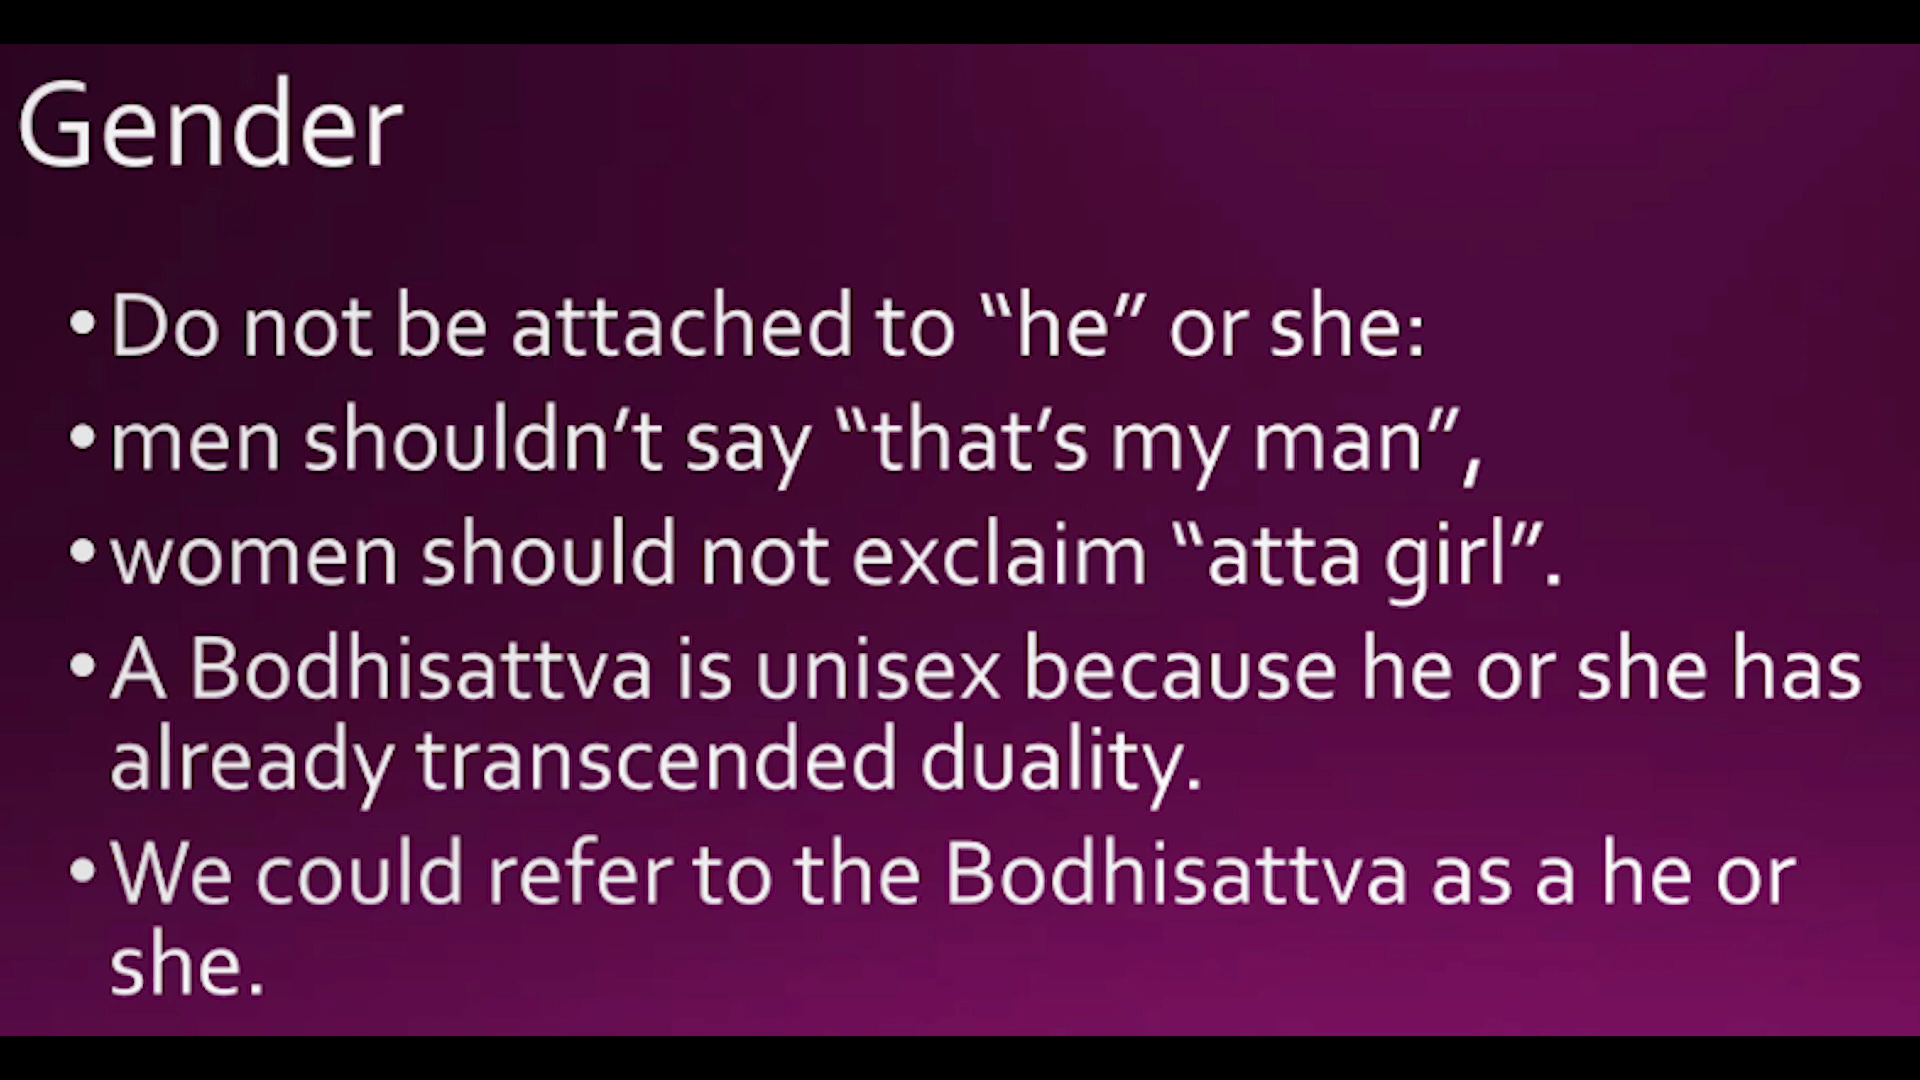 Gender
• Do not be attached to “he” or she:
• men shouldn’t say “that’s my man”,
• women should not exclaim “atta girl”.
• A Bodhisattva is unisex because he or she has
already transcended duality.
• We could refer to the Bodhisattva as a he or
she.